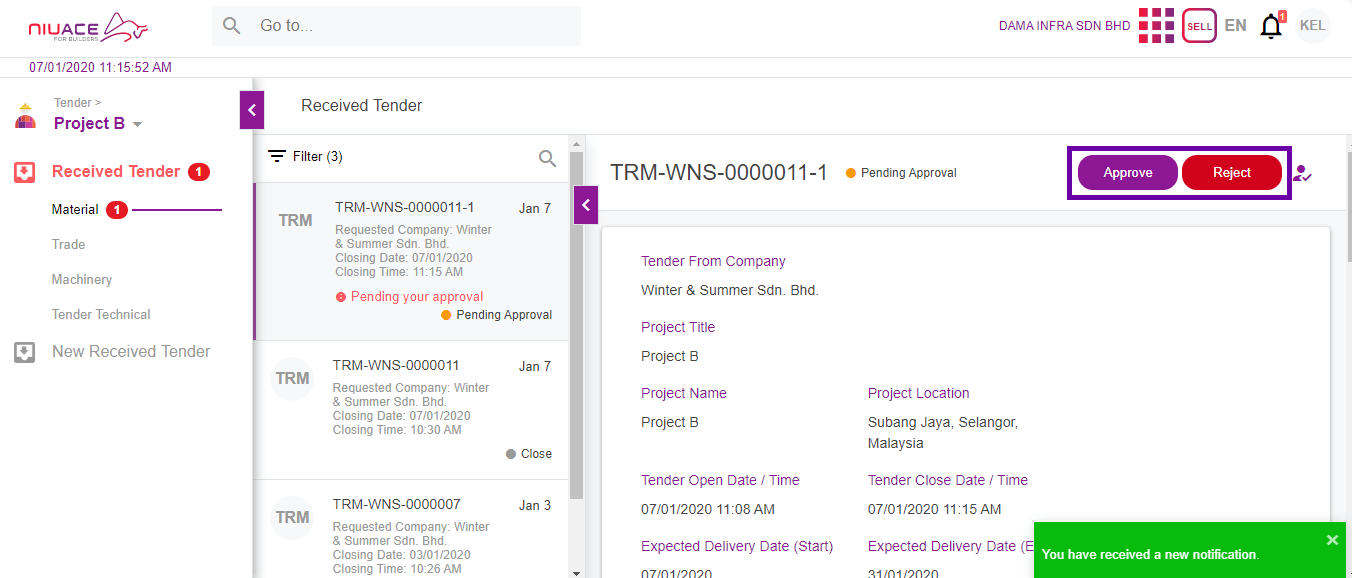 NIUACE
FOR BUILDERS
Go to...
DAMA INFRA SDN BHD
SELL
EN
1
KEL
07/01/2020 11:15:52 AM
Tender >
Project B
Received Tender 1
Material 1
Trade
Machinery
Tender Technical
New Received Tender
Received Tender
Filter (3)
TRM
TRM-WNS-0000011-1
Jan 7
Requested Company: Winter
& Summer Sdn. Bhd.
Closing Date: 07/01/2020
Closing Time: 11:15 AM
Pending your approval
Pending Approval
TRM
TRM-WNS-0000011
Jan 7
Requested Company: Winter
& Summer Sdn. Bhd.
Closing Date: 07/01/2020
Closing Time: 10:30 AM
Close
TRM
TRM-WNS-0000007
Jan 3
Requested Company: Winter
& Summer Sdn. Bhd.
Closing Date: 03/01/2020
Closing Time: 10:26 AM
TRM-WNS-0000011-1
Pending Approval
Approve
Reject
Tender From Company
Winter & Summer Sdn. Bhd.
Project Title
Project B
Project Name
Project B
Project Location
Subang Jaya, Selangor,
Malaysia
Tender Open Date / Time
07/01/2020 11:08 AM
Tender Close Date / Time
07/01/2020 11:15 AM
Expected Delivery Date (Start)
07/01/2020
Expected Delivery Date (E
31/01/2020
You have received a new notification.